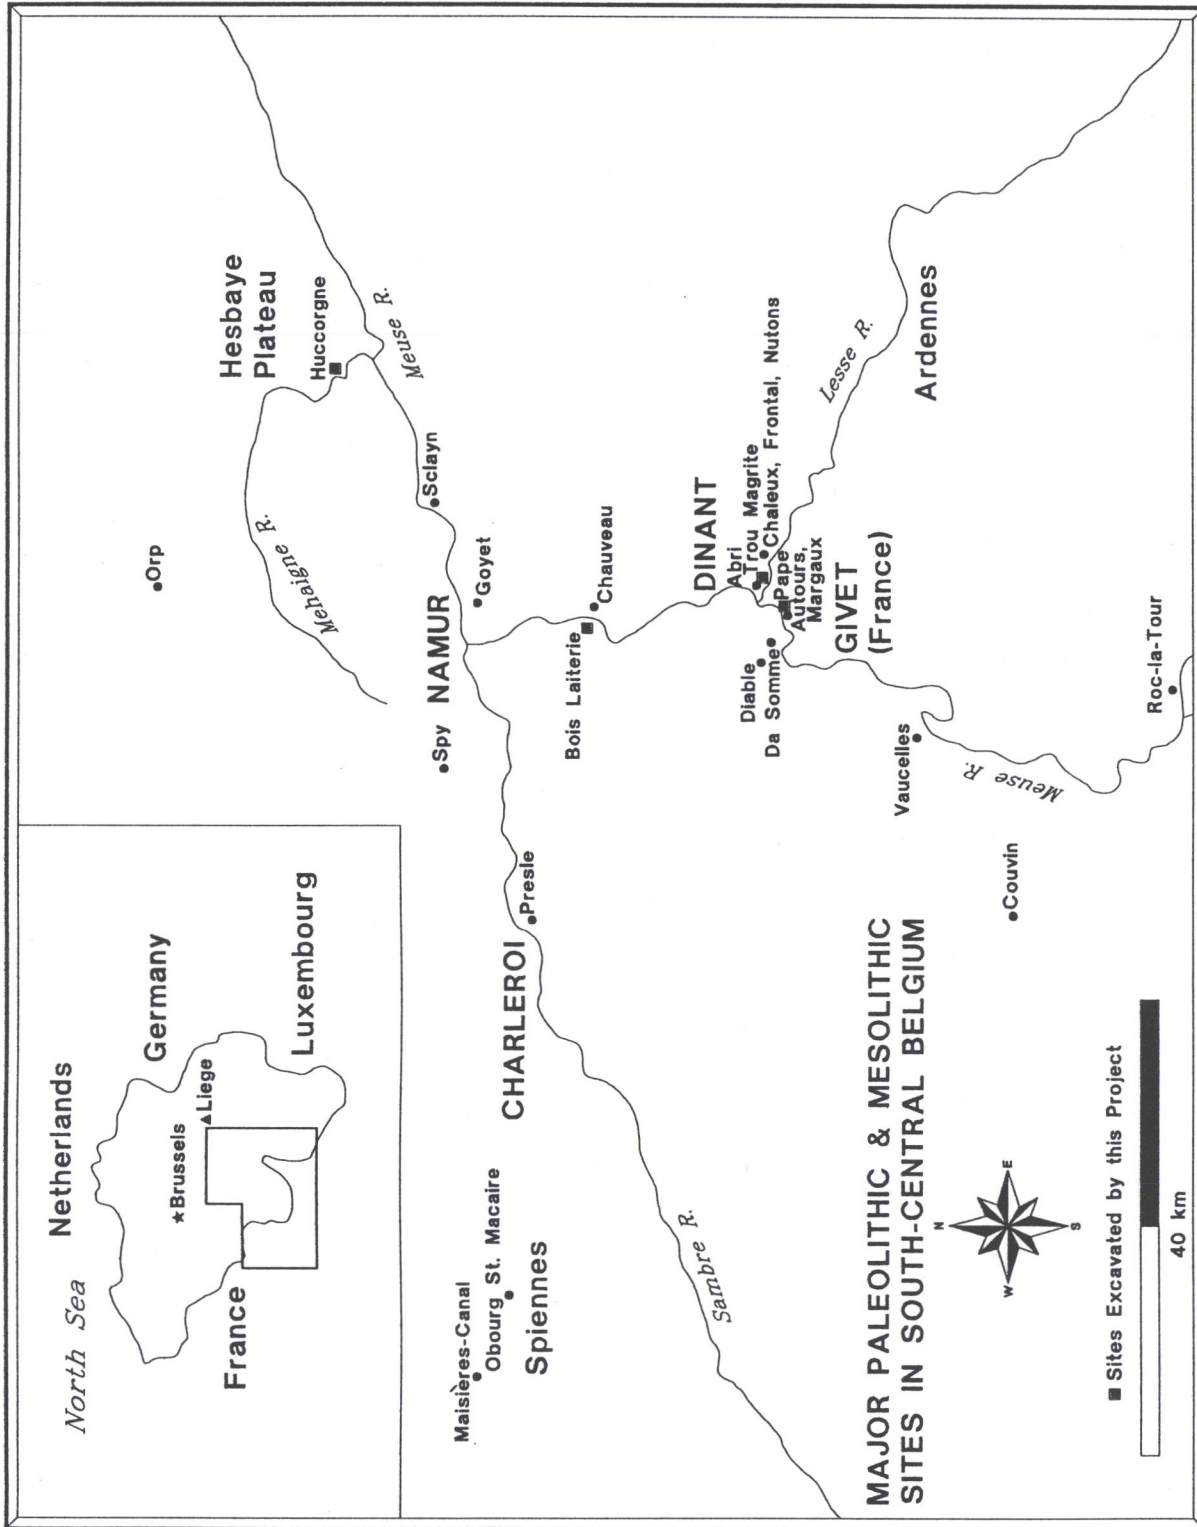 North Sea
Netherlands
Germany
★Brussels
▲Liege
France
Luxembourg
Orp
Hesbaye
Plateau
Huccorgne
Mehaigne R.
Meuse R.
Sclayn
Spy
NAMUR
Goyet
Maisières-Canal
Obourg St. Macaire
Spiennes
CHARLEROI
Presle
Bois Laiterie
Chauveau
Sambre R.
DINANT
Abri
Trou Magrite
Chaleux, Frontal, Nutons
Pape
Autours,
Margaux
Diable
Da Somme
GIVET
(France)
Lesse R.
Ardennes
Vaucelles
Meuse R.
Couvin
Roc-la-Tour
MAJOR PALEOLITHIC & MESOLITHIC
SITES IN SOUTH-CENTRAL BELGIUM
N
W
E
S
■ Sites Excavated by this Project
40 km